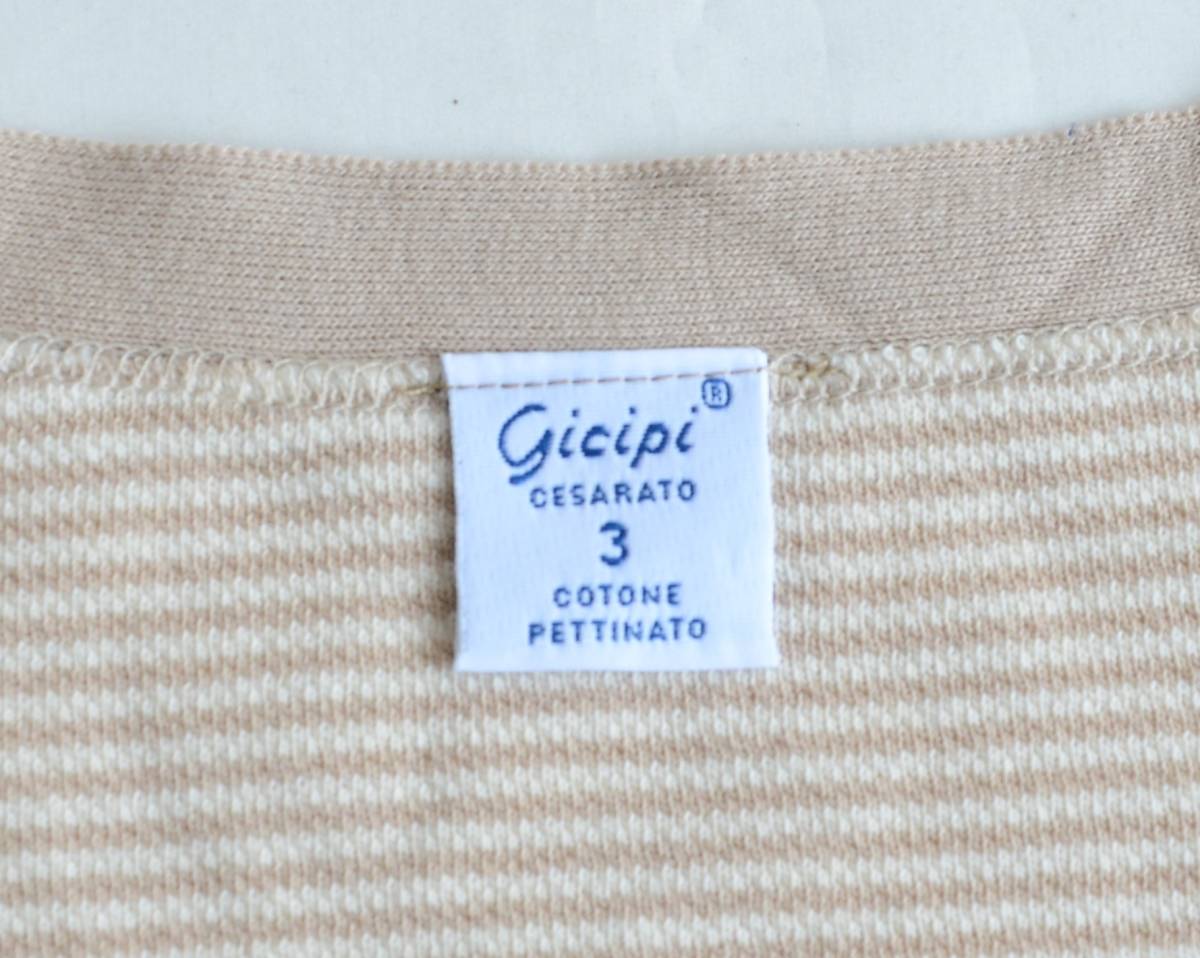 Gicipi®
CESARATO
3
COTONE
PETTINATO